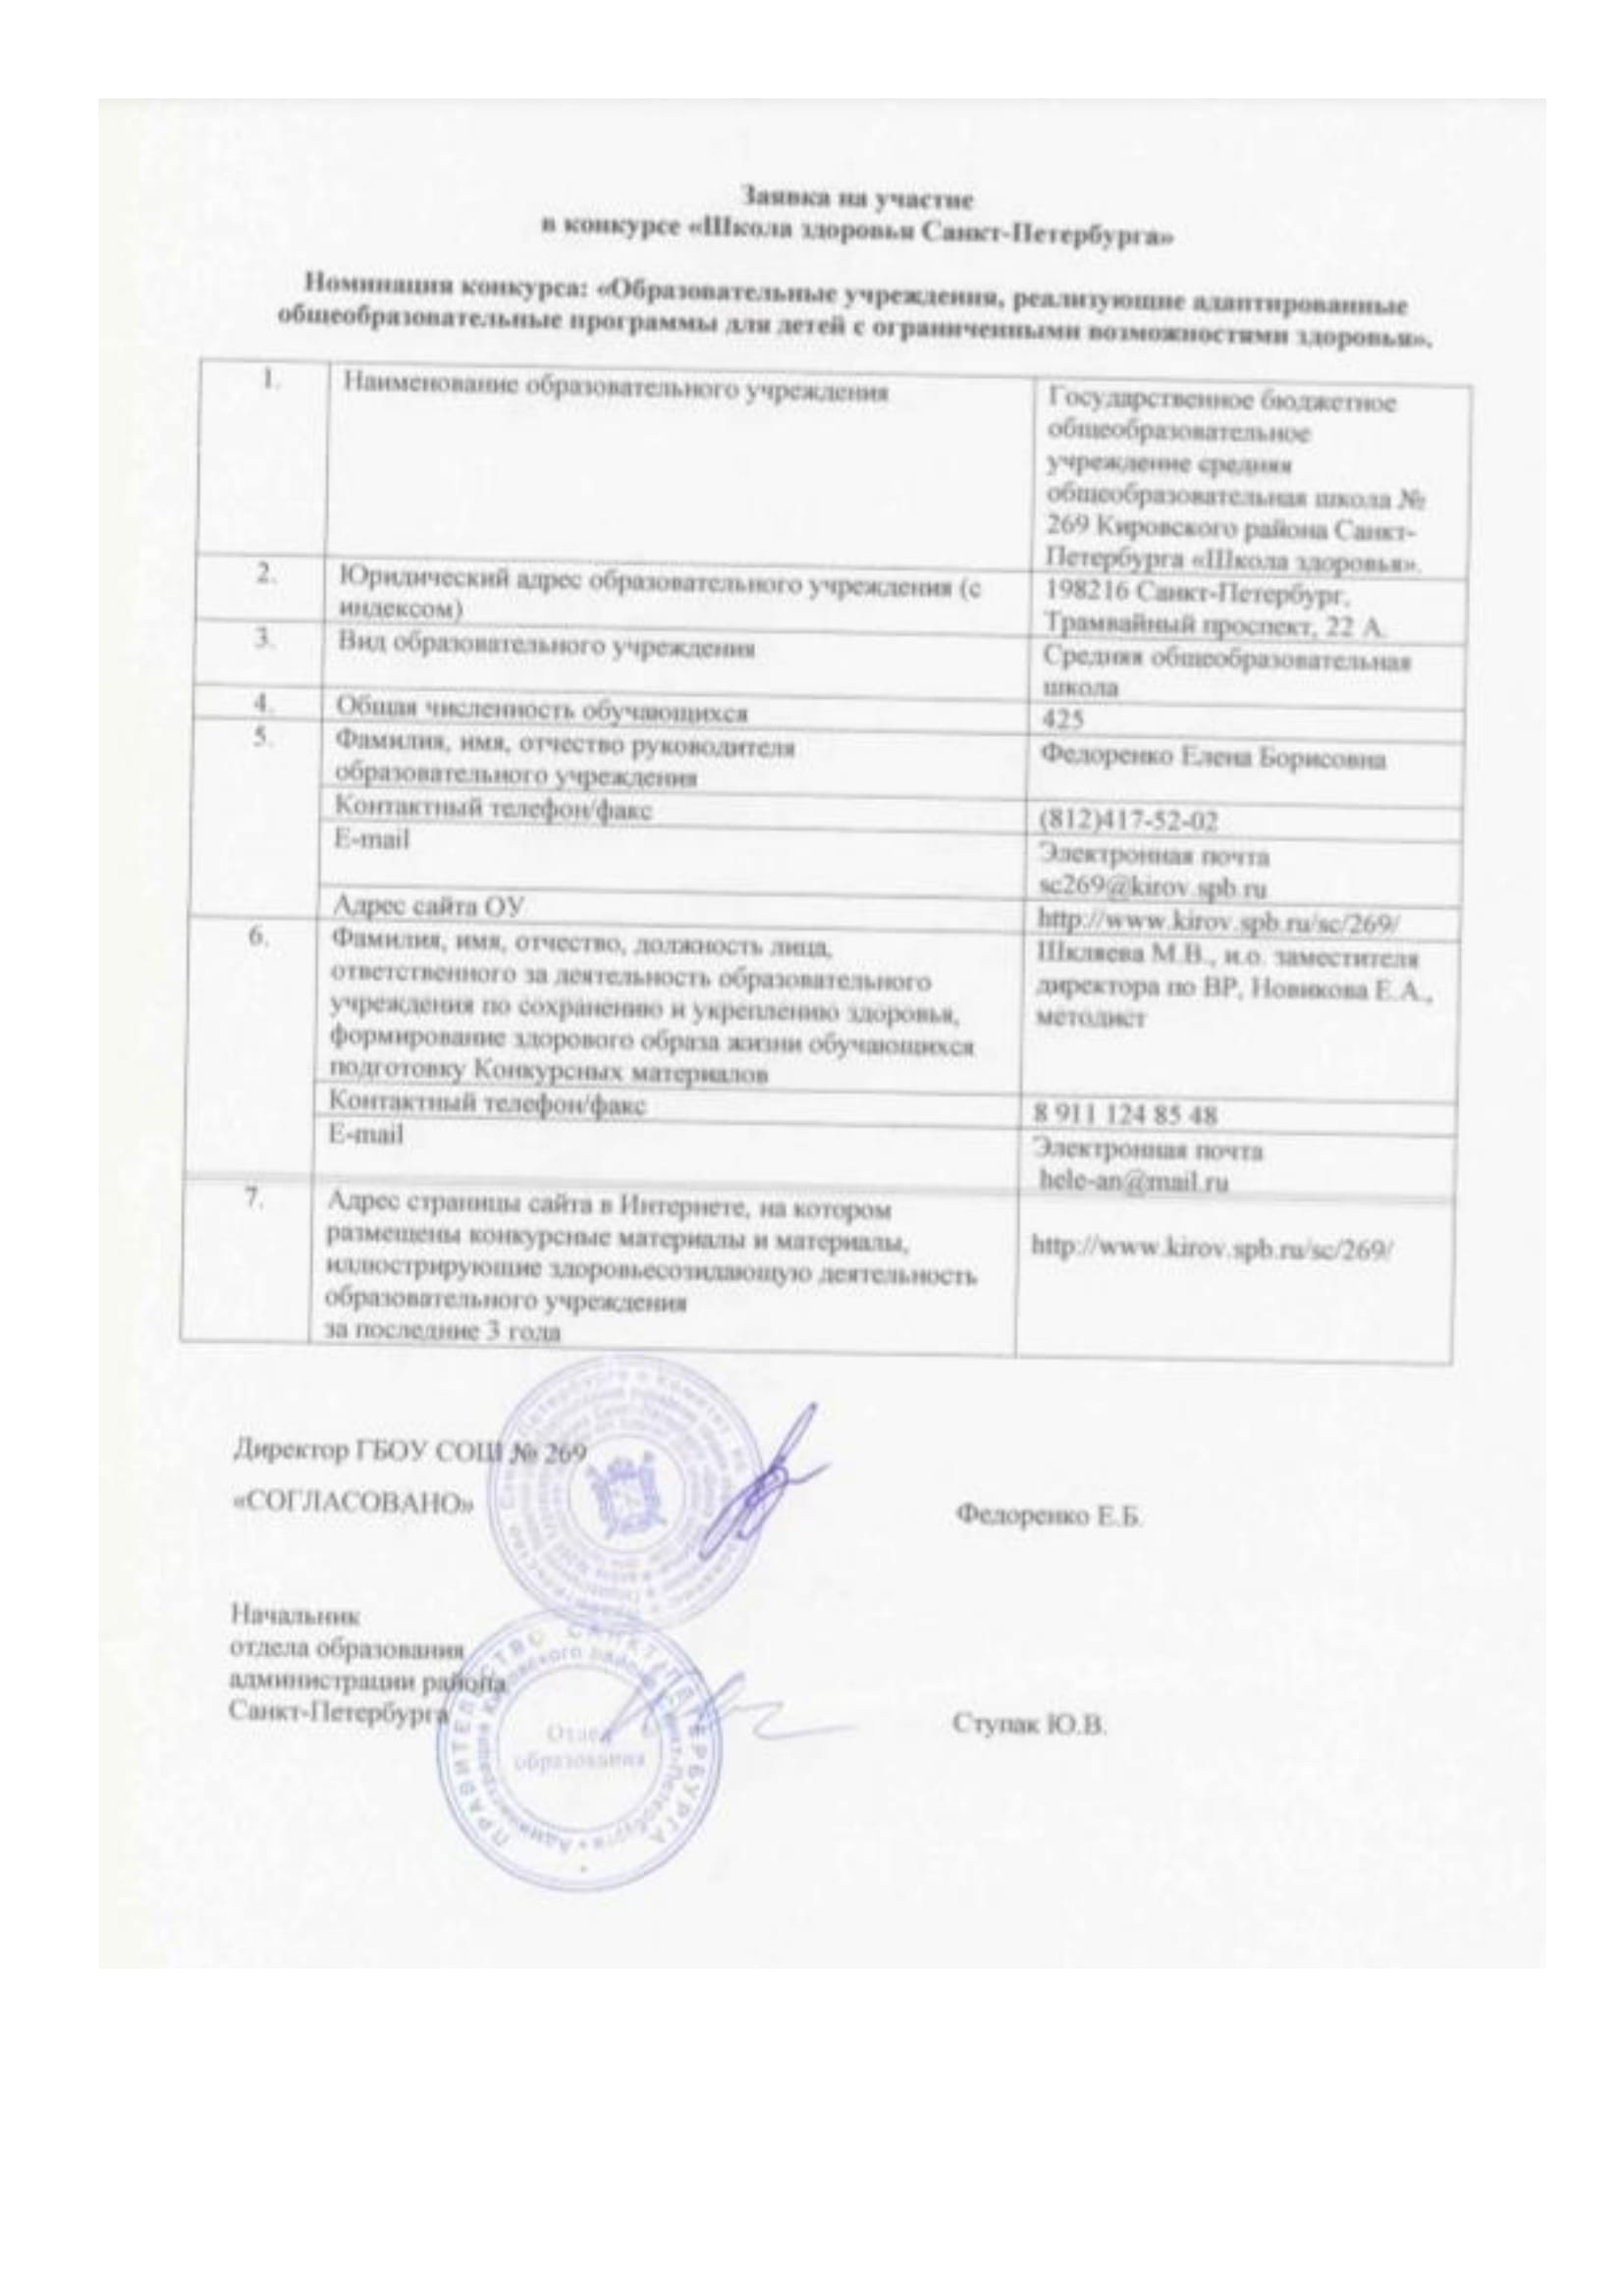 Заявка на участие
в конкурсе «Школа здоровья Санкт-Петербурга»
Номинация конкурса: «Образовательные учреждения, реализующие адаптированные
общеобразовательные программы для детей с ограниченными возможностями здоровья».
1.
Наименование образовательного учреждения
Государственное бюджетное
общеобразовательное
учреждение средняя
общеобразовательная школа №
269 Кировского района Санкт-
Петербурга «Школа здоровья».
2.
Юридический адрес образовательного учреждения (с
индексом)
198216 Санкт-Петербург,
Трамвайный проспект, 22 А.
3.
Вид образовательного учреждения
Средняя общеобразовательная
школа
4.
Общая численность обучающихся
425
5.
Фамилия, имя, отчество руководителя
образовательного учреждения
Федоренко Елена Борисовна
Контактный телефон/факс
(812)417-52-02
E-mail
Электронная почта
sc269@kirov.spb.ru
Адрес сайта ОУ
http://www.kirov.spb.ru/sc/269/
6.
Фамилия, имя, отчество, должность лица,
ответственного за деятельность образовательного
учреждения по сохранению и укреплению здоровья,
формирование здорового образа жизни обучающихся
подготовку Конкурсных материалов
Шкляева М.В., и.о. заместителя
директора по ВР, Новикова Е.А.,
методист
Контактный телефон/факс
8 911 124 85 48
E-mail
Электронная почта
hele-an@mail.ru
7.
Адрес страницы сайта в Интернете, на котором
размещены конкурсные материалы и материалы,
иллюстрирующие здоровьесозидающую деятельность
образовательного учреждения
за последние 3 года
http://www.kirov.spb.ru/sc/269/
Директор ГБОУ СОШ № 269
«СОГЛАСОВАНО»
Федоренко Е.Б.
Начальник
отдела образования
администрации района
Санкт-Петербурга
Ступак Ю.В.
ПРАВИТЕЛЬСТВО САНКТ-ПЕТЕРБУРГА
Администрация Кировского района Санкт-Петербурга
Отдел
образования